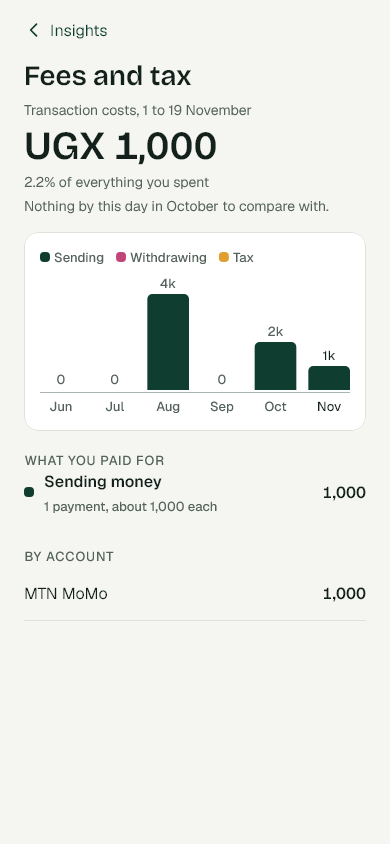 Insights
Fees and tax
Transaction costs, 1 to 19 November
UGX 1,000
2.2% of everything you spent
Nothing by this day in October to compare with.
Sending Withdrawing Tax
4k
2k
1k
0 0 0
Jun Jul Aug Sep Oct Nov
WHAT YOU PAID FOR
Sending money
1,000
1 payment, about 1,000 each
BY ACCOUNT
MTN MoMo 1,000